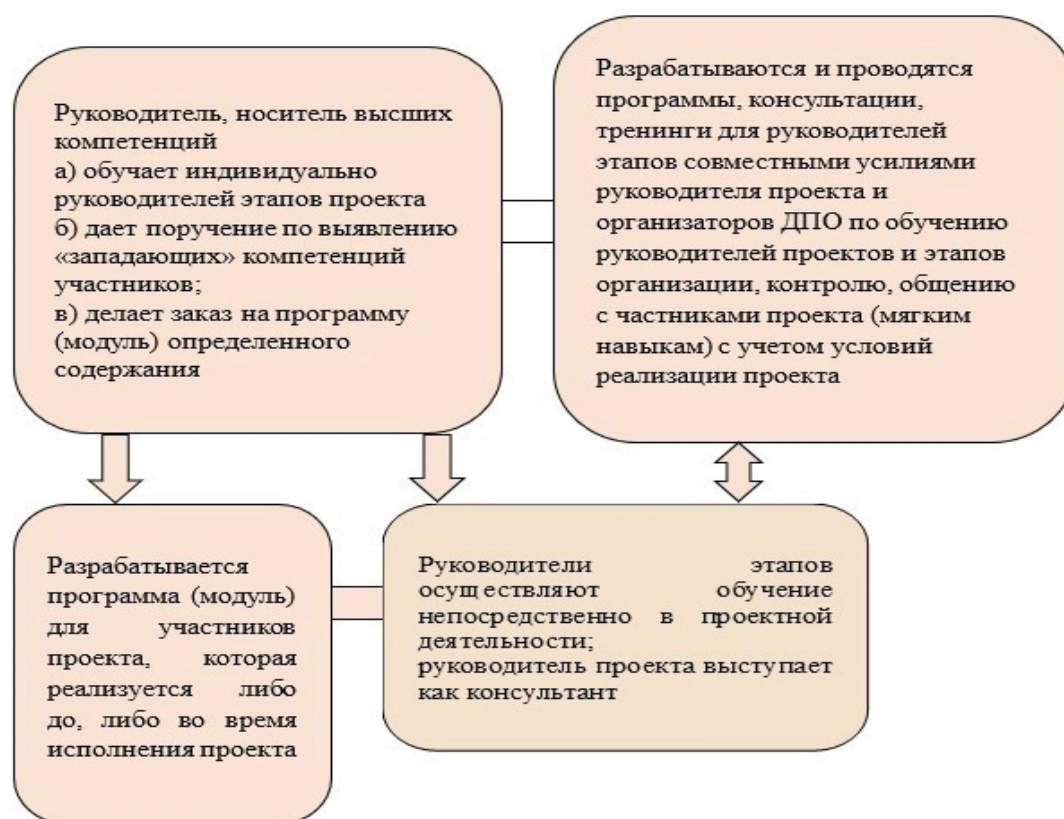 Руководитель, носитель высших
компетенций
а) обучает индивидуально
руководителей этапов проекта
б) дает поручение по выявлению
«западающих» компетенций
участников;
в) делает заказ на программу
(модуль) определенного
содержания
Разрабатываются и проводятся
программы, консультации,
тренинги для руководителей
этапов совместными усилиями
руководителя проекта и
организаторов ДПО по обучению
руководителей проектов и этапов
организации, контролю, общению
с частниками проекта (мягким
навыкам) с учетом условий
реализации проекта
Разрабатывается
программа (модуль)
для участников
проекта, которая
реализуется либо
до, либо во время
исполнения проекта
Руководители этапов
осуществляют обучение
непосредственно в проектной
деятельности;
руководитель проекта выступает
как консультант